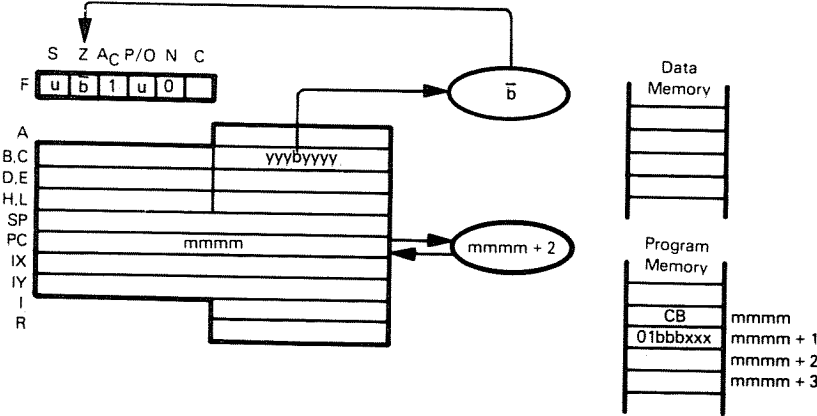 S Z AC P/O N C
F u b̅ 1 u 0
b̅
A
B,C yyybyyyy
D,E
H,L
SP
PC mmmm
mmmm + 2
IX
IY
I
R
Data
Memory
Program
Memory
CB mmmm
01bbbxxx mmmm + 1
mmmm + 2
mmmm + 3